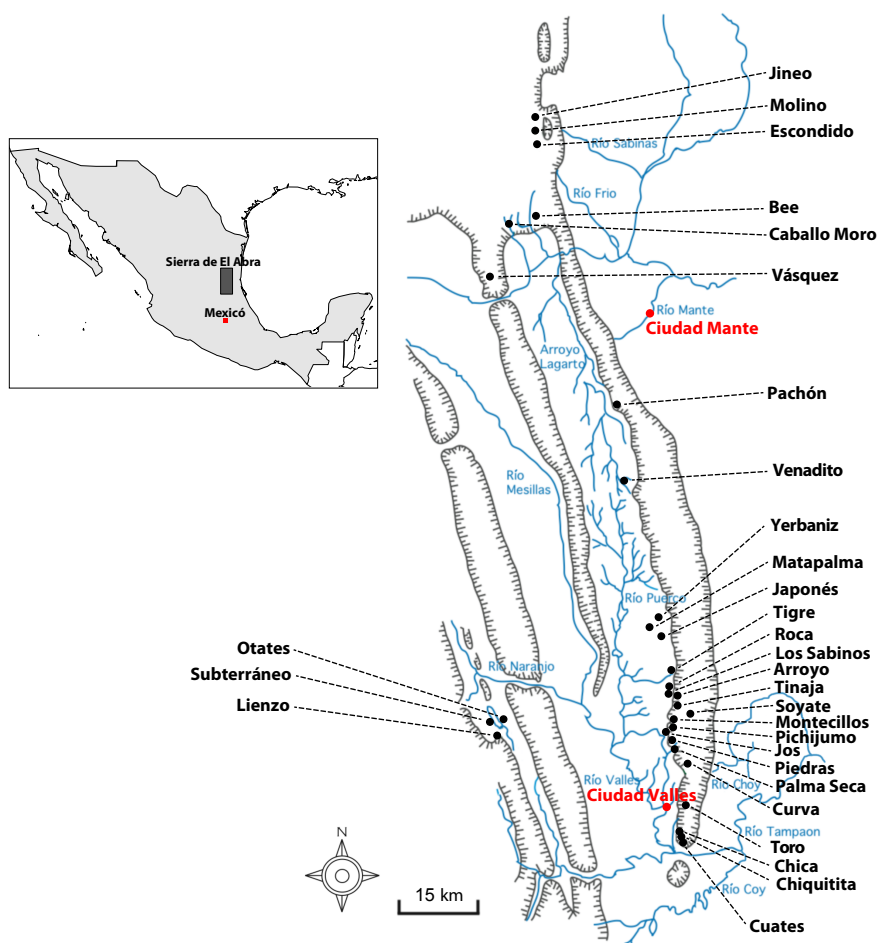 Jineo
Molino
Escondido
Río Sabinas
Río Frio
Bee
Caballo Moro
Sierra de El Abra
Vásquez
Mexicó
Río Mante
Ciudad Mante
Arroyo
Lagarto
Pachón
Venadito
Río
Mesillas
Yerbaniz
Matapalma
Japonés
Río Puerco
Tigre
Roca
Otates
Los Sabinos
Subterráneo
Río Naranjo
Arroyo
Tinaja
Lienzo
Soyate
Montecillos
Pichijumo
Jos
Piedras
Río Valles
Río Choy
Palma Seca
Ciudad Valles
Curva
Río Tampaon
Toro
N
Chica
15 km
Río Coy
Chiquitita
Cuates